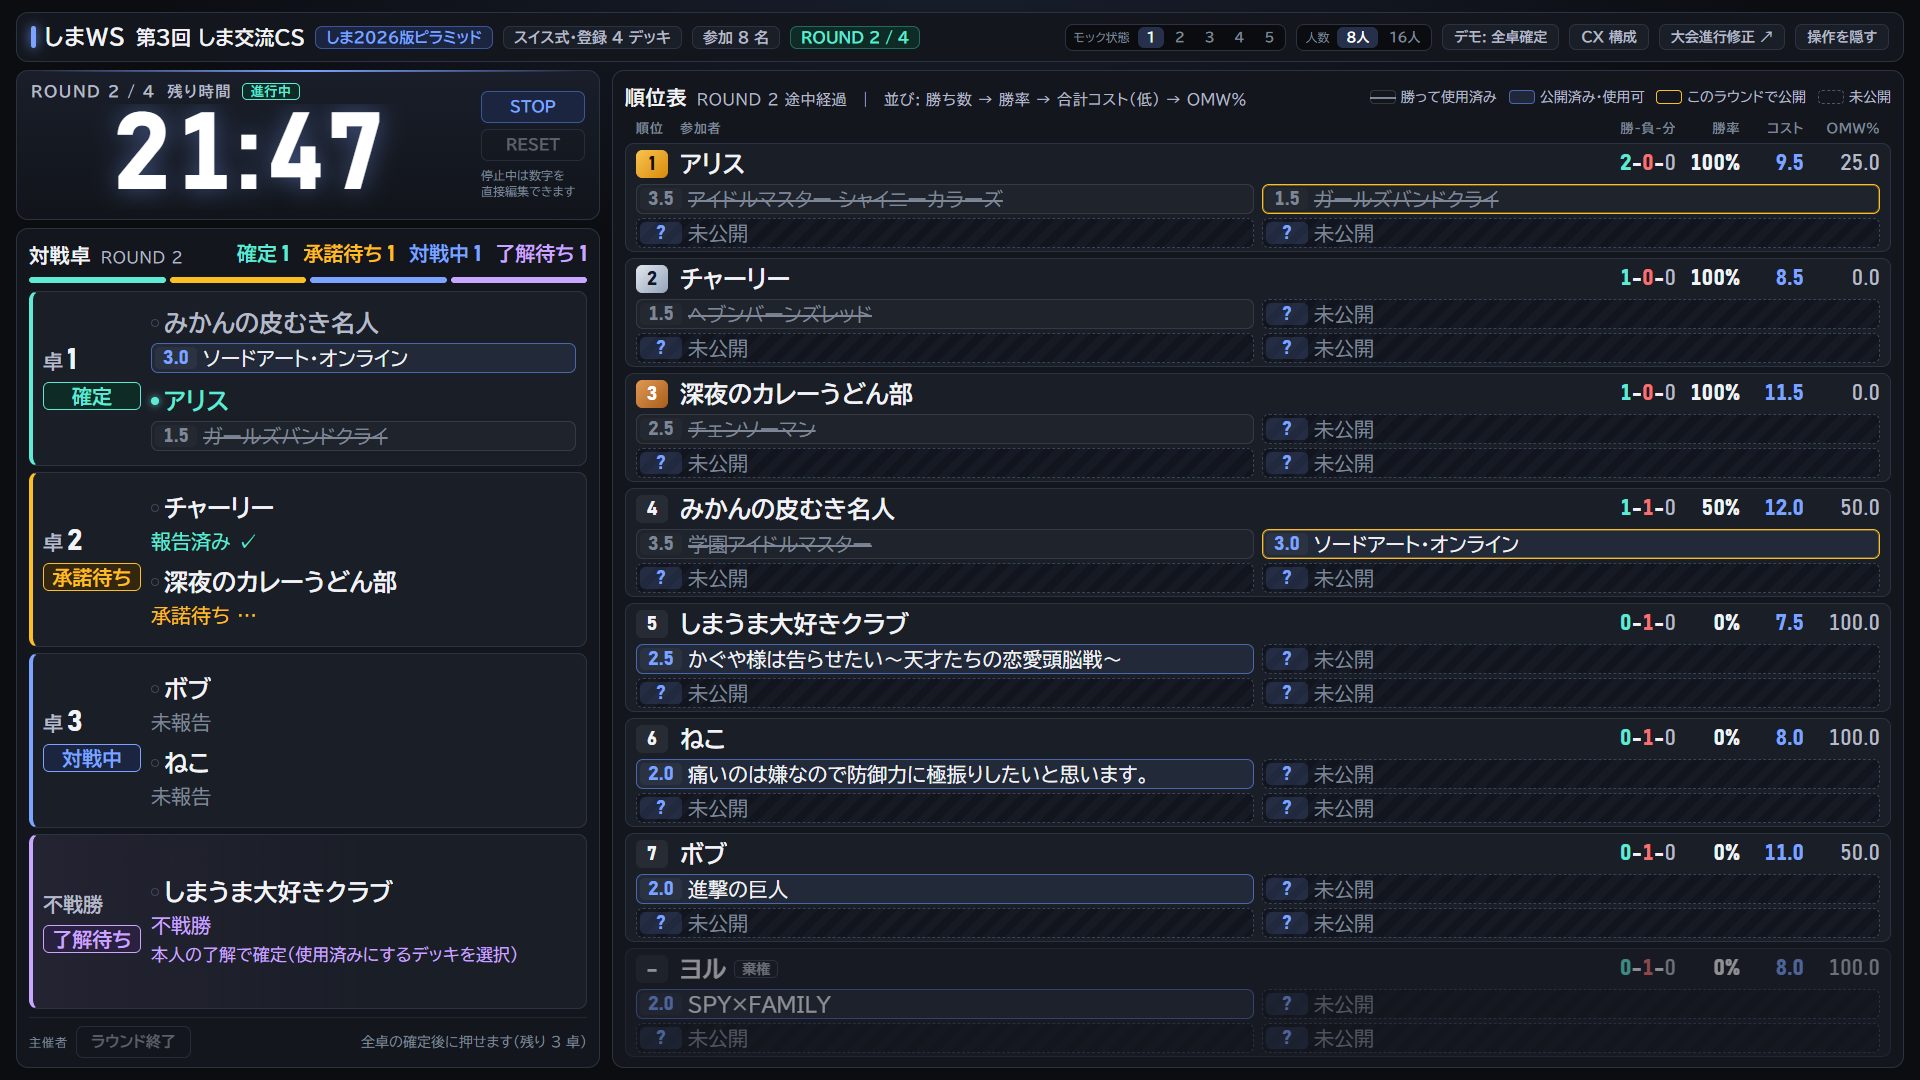 しまWS 第3回 しま交流CS しま2026版ピラミッド スイス式・登録 4 デッキ 参加 8 名 ROUND 2 / 4 モック状態 1 2 3 4 5 人数 8人 16人 デモ: 全卓確定 CX 構成 大会進行修正 ↗ 操作を隠す
ROUND 2 / 4 残り時間 進行中
21:47
STOP
RESET
停止中は数字を
直接編集できます
対戦卓 ROUND 2 確定 1 承諾待ち 1 対戦中 1 了解待ち 1
卓 1
確定
みかんの皮むき名人
3.0 ソードアート・オンライン
アリス
1.5 ガールズバンドクライ
卓 2
承諾待ち
チャーリー
報告済み ✓
深夜のカレーうどん部
承諾待ち …
卓 3
対戦中
ボブ
未報告
ねこ
未報告
不戦勝
了解待ち
しまうま大好きクラブ
不戦勝
本人の了解で確定(使用済みにするデッキを選択)
主催者 ラウンド終了 全卓の確定後に押せます(残り 3 卓)
順位表 ROUND 2 途中経過 | 並び: 勝ち数 → 勝率 → 合計コスト(低) → OMW% 勝って使用済み 公開済み・使用可 このラウンドで公開 未公開
順位 参加者 勝-負-分 勝率 コスト OMW%
1 アリス 2-0-0 100% 9.5 25.0
3.5 アイドルマスター シャイニーカラーズ 1.5 ガールズバンドクライ
? 未公開 ? 未公開
2 チャーリー 1-0-0 100% 8.5 0.0
1.5 ヘブンバーンズレッド ? 未公開
? 未公開 ? 未公開
3 深夜のカレーうどん部 1-0-0 100% 11.5 0.0
2.5 チェンソーマン ? 未公開
? 未公開 ? 未公開
4 みかんの皮むき名人 1-1-0 50% 12.0 50.0
3.5 学園アイドルマスター 3.0 ソードアート・オンライン
? 未公開 ? 未公開
5 しまうま大好きクラブ 0-1-0 0% 7.5 100.0
2.5 かぐや様は告らせたい～天才たちの恋愛頭脳戦～ ? 未公開
? 未公開 ? 未公開
6 ねこ 0-1-0 0% 8.0 100.0
2.0 痛いのは嫌なので防御力に極振りしたいと思います。 ? 未公開
? 未公開 ? 未公開
7 ボブ 0-1-0 0% 11.0 50.0
2.0 進撃の巨人 ? 未公開
? 未公開 ? 未公開
– ヨル 棄権 0-1-0 0% 8.0 100.0
2.0 SPY×FAMILY ? 未公開
? 未公開 ? 未公開